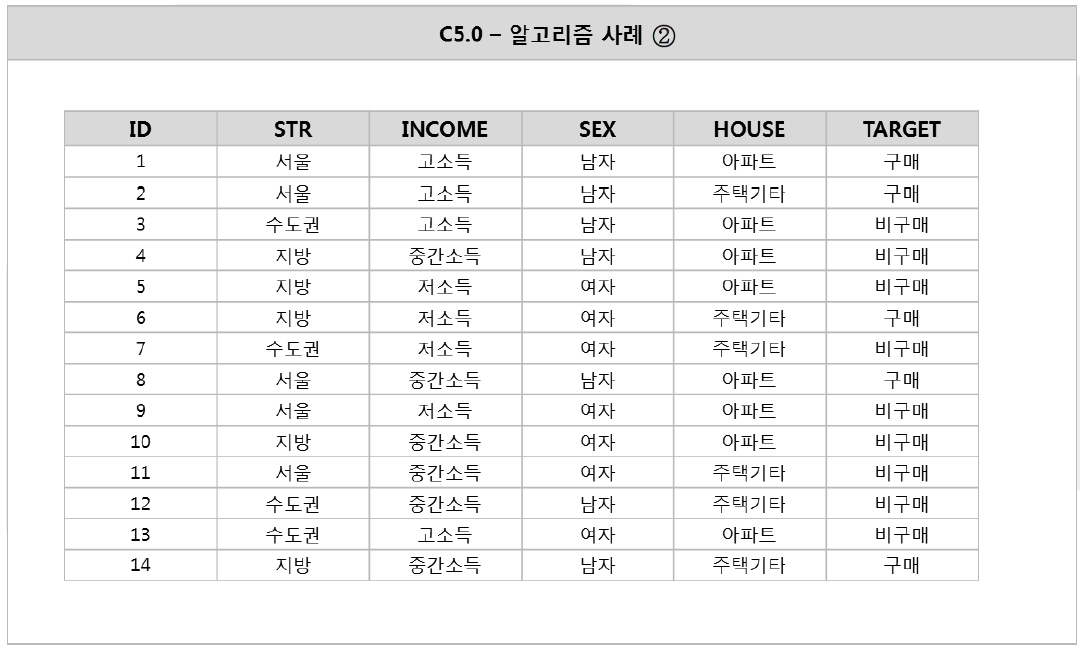 C5.0 – 알고리즘 사례 ②
ID STR INCOME SEX HOUSE TARGET
1 서울 고소득 남자 아파트 구매
2 서울 고소득 남자 주택기타 구매
3 수도권 고소득 남자 아파트 비구매
4 지방 중간소득 남자 아파트 비구매
5 지방 저소득 여자 아파트 비구매
6 지방 저소득 여자 주택기타 구매
7 수도권 저소득 여자 주택기타 비구매
8 서울 중간소득 남자 아파트 구매
9 서울 저소득 여자 아파트 비구매
10 지방 중간소득 여자 아파트 비구매
11 서울 중간소득 여자 주택기타 비구매
12 수도권 중간소득 남자 주택기타 비구매
13 수도권 고소득 여자 아파트 비구매
14 지방 중간소득 남자 주택기타 구매